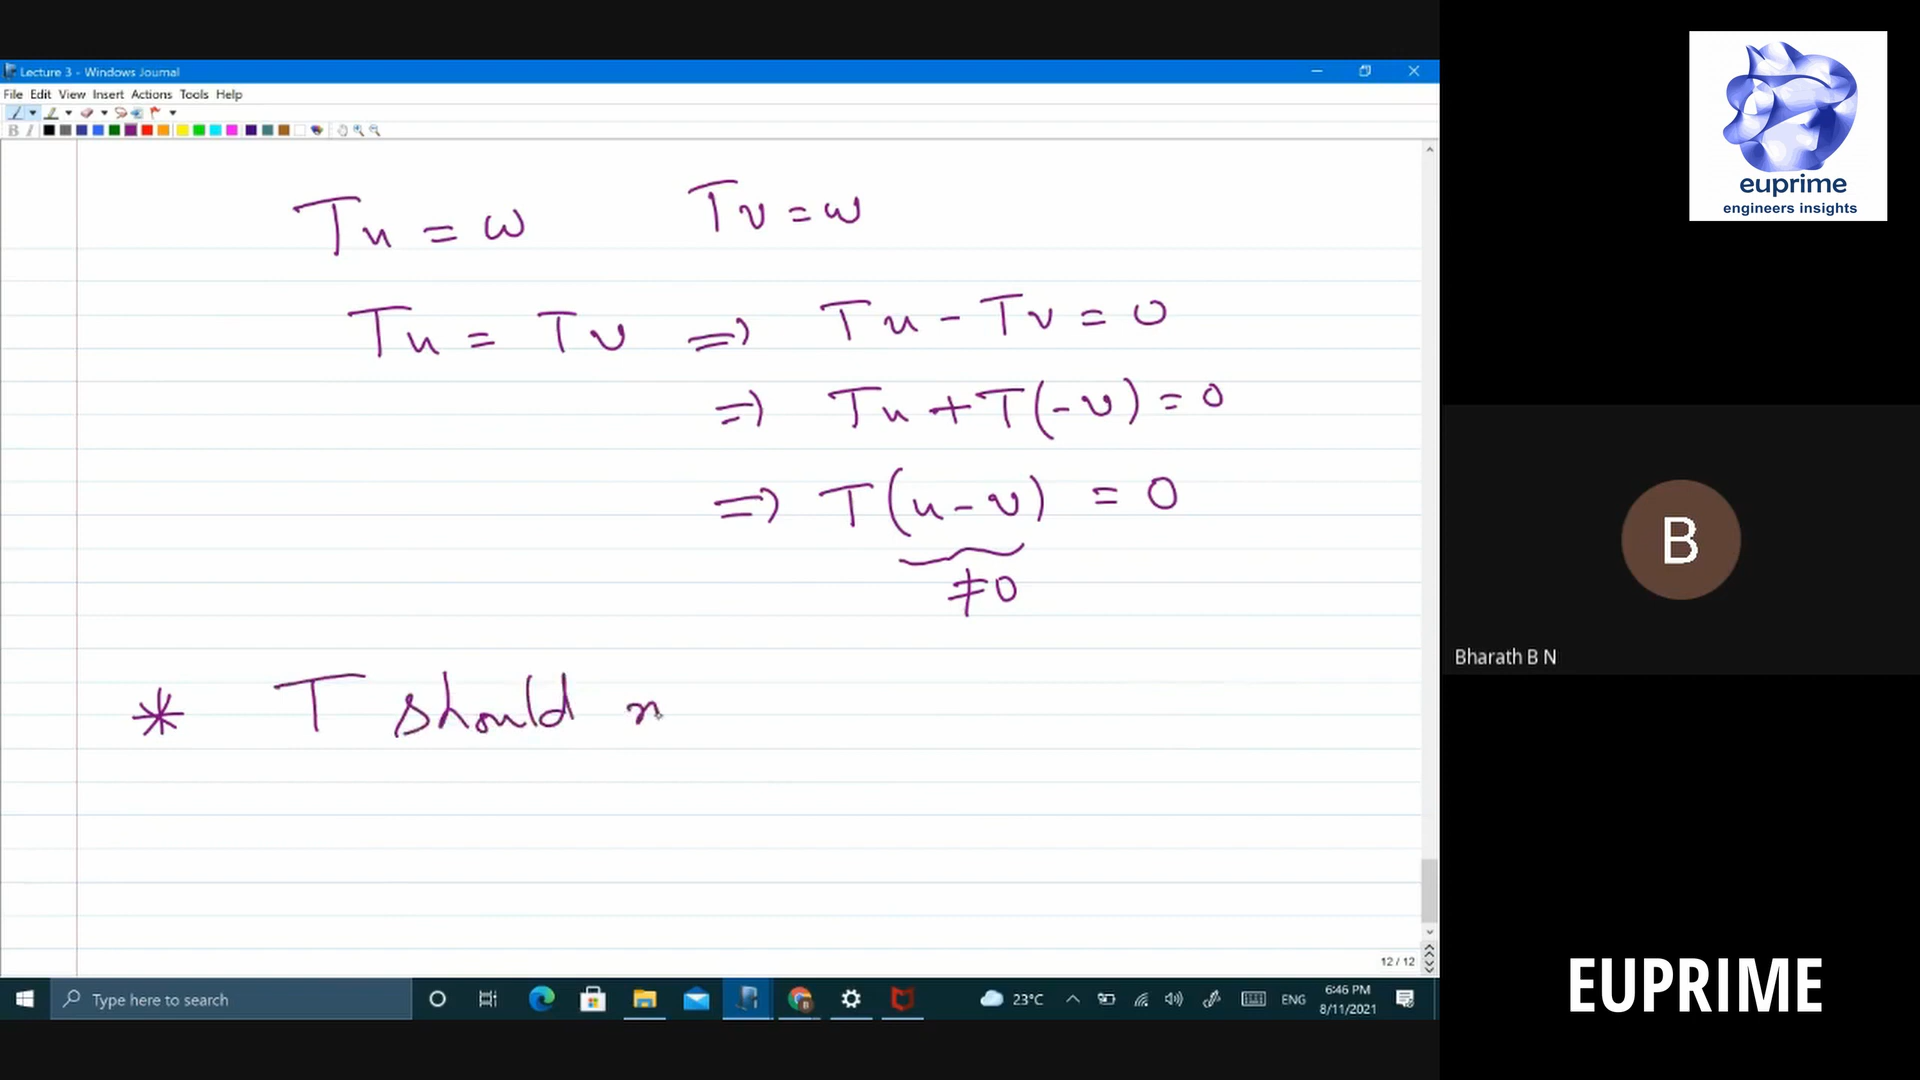 Lecture 3 - Windows Journal
File Edit View Insert Actions Tools Help
B I
Tu = w Tv = w
Tu = Tv => Tu - Tv = 0
=> Tu + T(-v) = 0
=> T(u - v) = 0
≠0
* T should n
12 / 12
Type here to search
23°C ENG 6:46 PM
8/11/2021
euprime
engineers insights
B
Bharath B N
EUPRIME